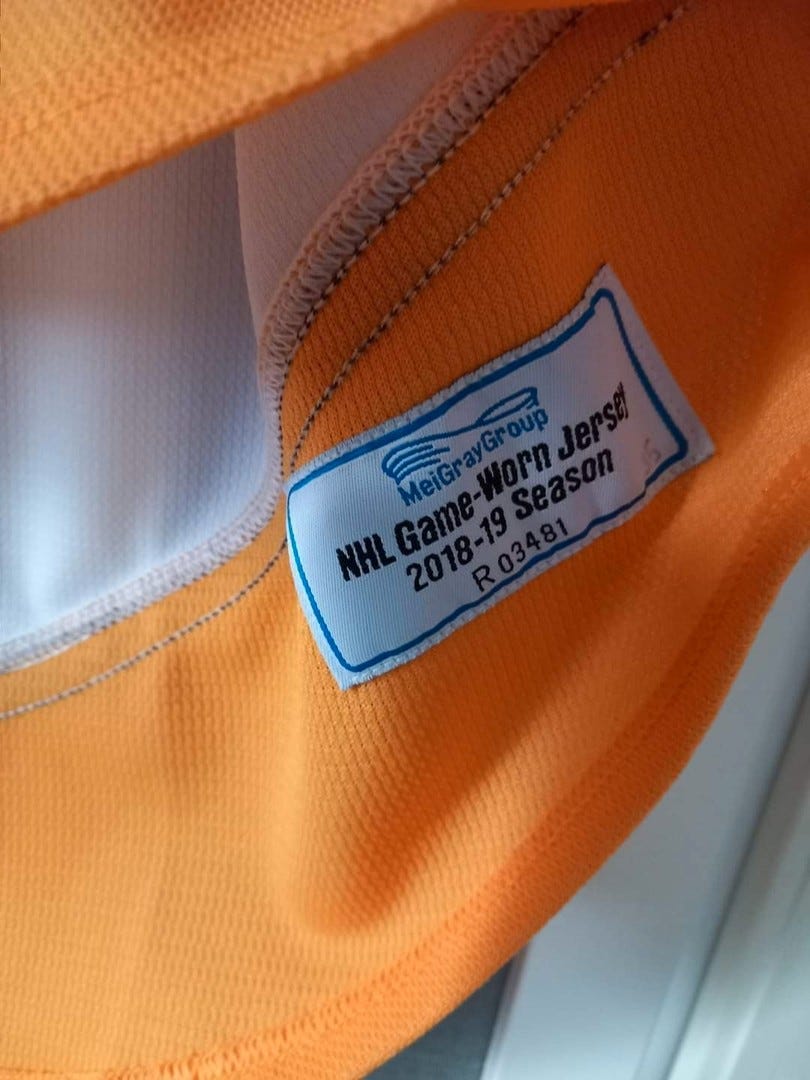 MeiGrayGroup
NHL Game-Worn Jersey
2018-19 Season
R 03481